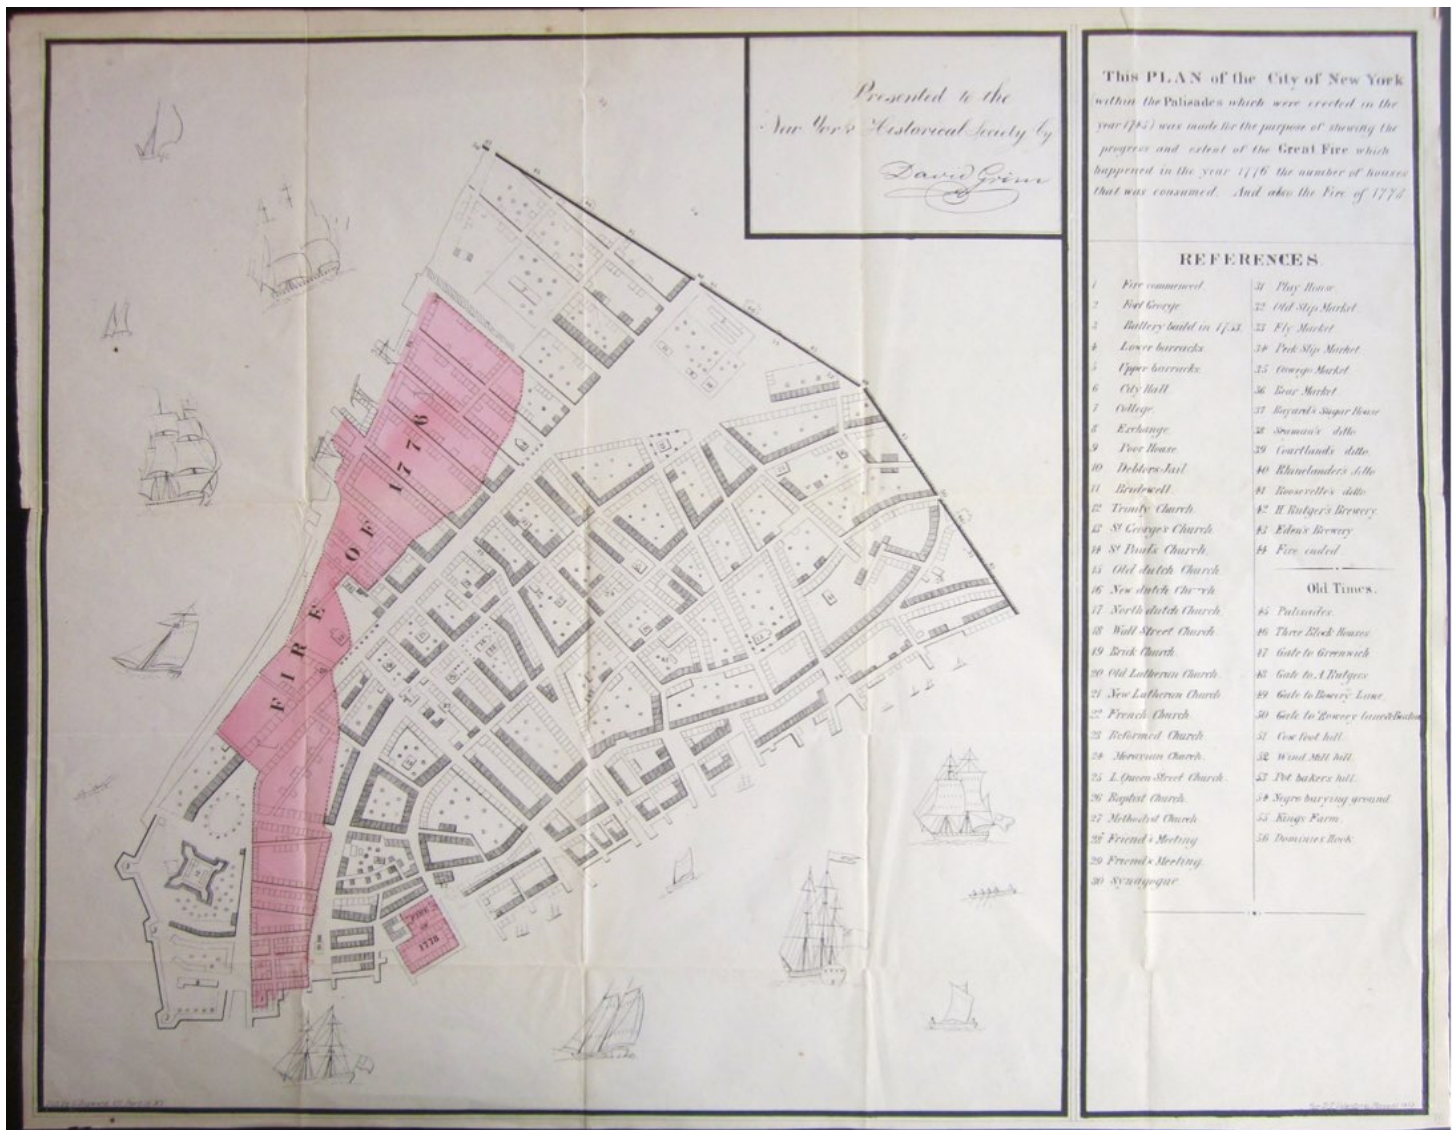 Presented to the
New York Historical Society by
David Grim
This PLAN of the City of New York
within the Palisades which were erected in the
year 1745) was made for the purpose of shewing the
progress and extent of the Great Fire which
happened in the year 1776 the number of houses
that was consumed. And also the Fire of 1778
REFERENCES.
1 Fire commenced.
2 Fort George
3 Battery build in 1755.
4 Lower barracks
5 Upper barracks.
6 City Hall
7 College.
8 Exchange.
9 Poor House.
10 Debtors Jail
11 Bridewell
12 Trinity Church.
13 St George's Church.
14 St Paul's Church.
15 Old dutch Church
16 New dutch Church
17 North dutch Church.
18 Wall Street Church.
19 Brick Church.
20 Old Lutheran Church.
21 New Lutheran Church
22 French Church
23 Reformed Church.
24 Moravian Church.
25 L Queen Street Church.
26 Baptist Church
27 Methodist Church
28 Friend's Meeting
29 Friends Meeting.
30 Synagogue
31 Play House.
32 Old Slip Market
33 Fly Market
34 Peck Slip Market
35 Oswego Market
36 Bear Market
37 Bayard's Sugar House
38 Seaman's ditto
39 Courtland's ditto
40 Rhinelander's ditto
41 Roosevelt's ditto
42 H Rutger's Brewery.
43 Eden's Brewery
44 Fire ended
Old Times.
45 Palisades.
46 Three Block Houses
47 Gate to Greenwich
48 Gate to A Rutgers
49 Gate to Bowery Lane.
50 Gate to Bowery lane & Boston
51 Cow foot hill.
52 Wind Mill hill.
53 Pot bakers hill.
54 Negro burying ground
55 Kings Farm
56 Dominies Hook.
FIRE OF 1776
FIRE
OF
1778